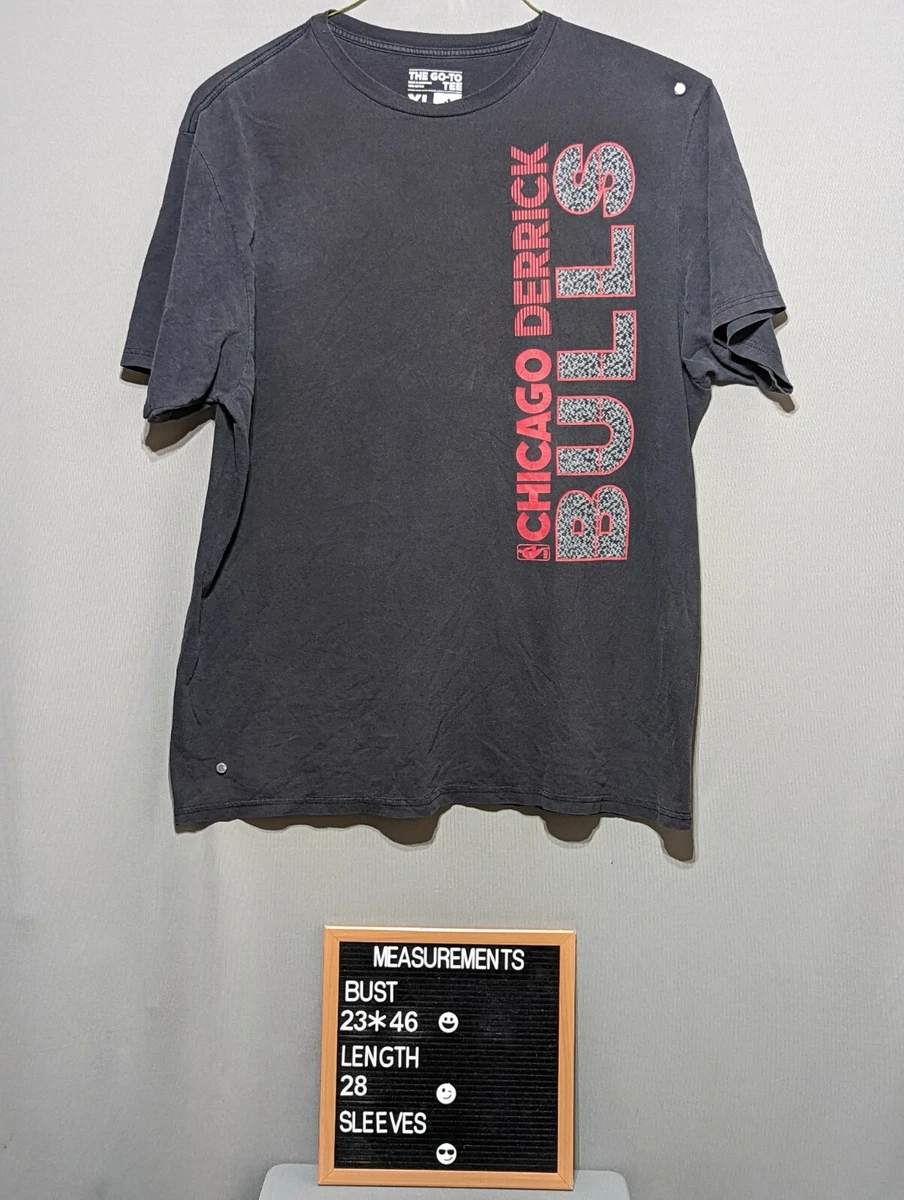 THE GO-TO
TEE
XL
CHICAGO DERRICK
BULLS
MEASUREMENTS
BUST
23*46
LENGTH
28
SLEEVES